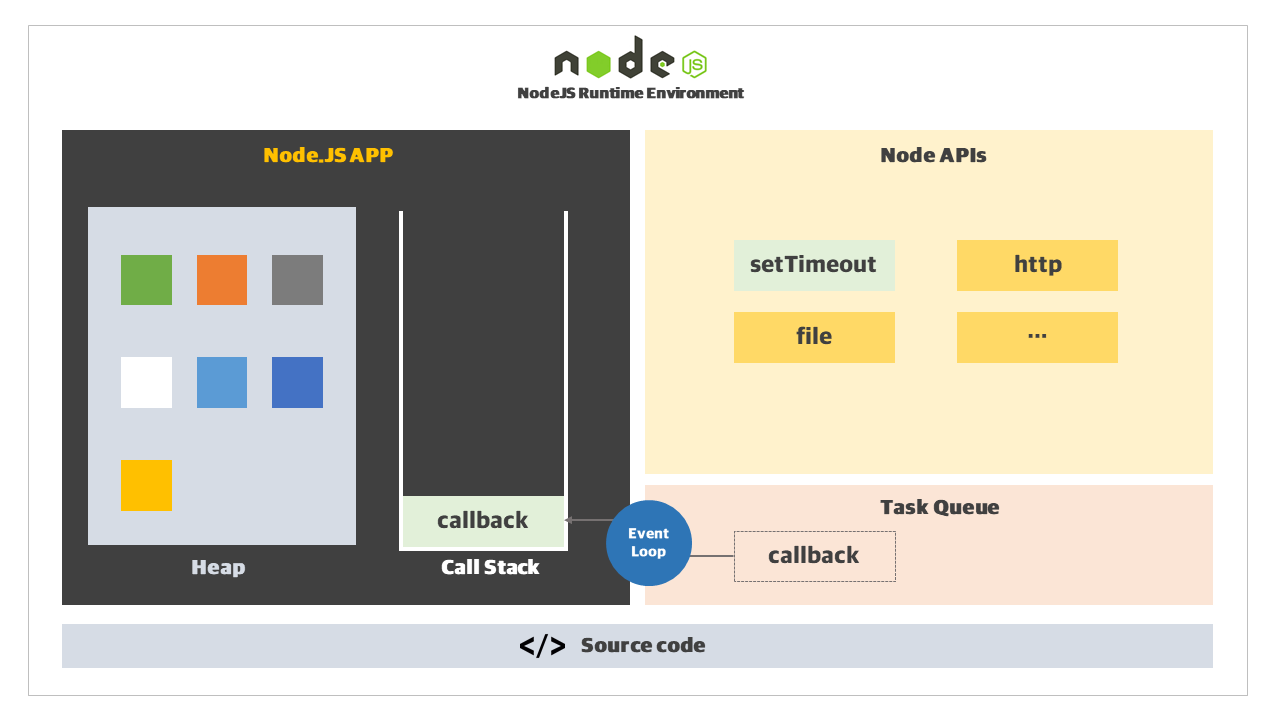 node JS
NodeJS Runtime Environment
Node.JS APP
Node APIs
setTimeout
http
file
...
callback
Event
Loop
Task Queue
callback
Heap
Call Stack
</> Source code